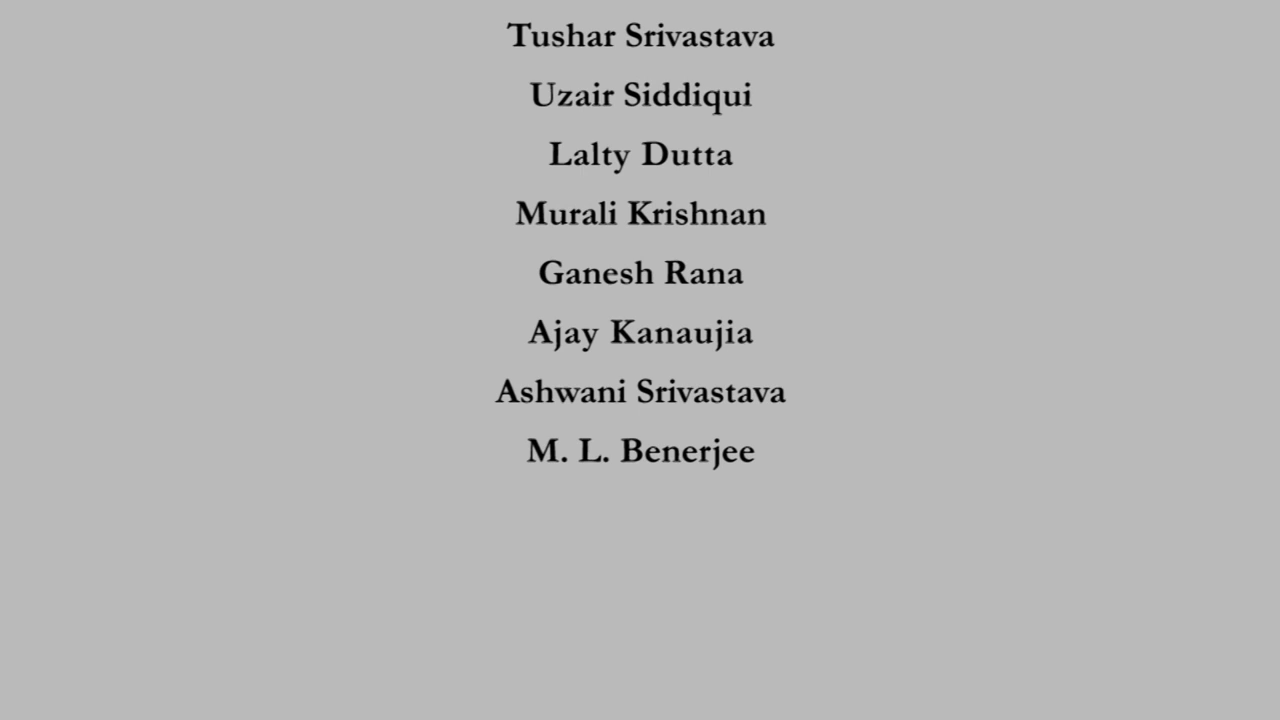 Tushar Srivastava
Uzair Siddiqui
Lalty Dutta
Murali Krishnan
Ganesh Rana
Ajay Kanaujia
Ashwani Srivastava
M. L. Benerjee